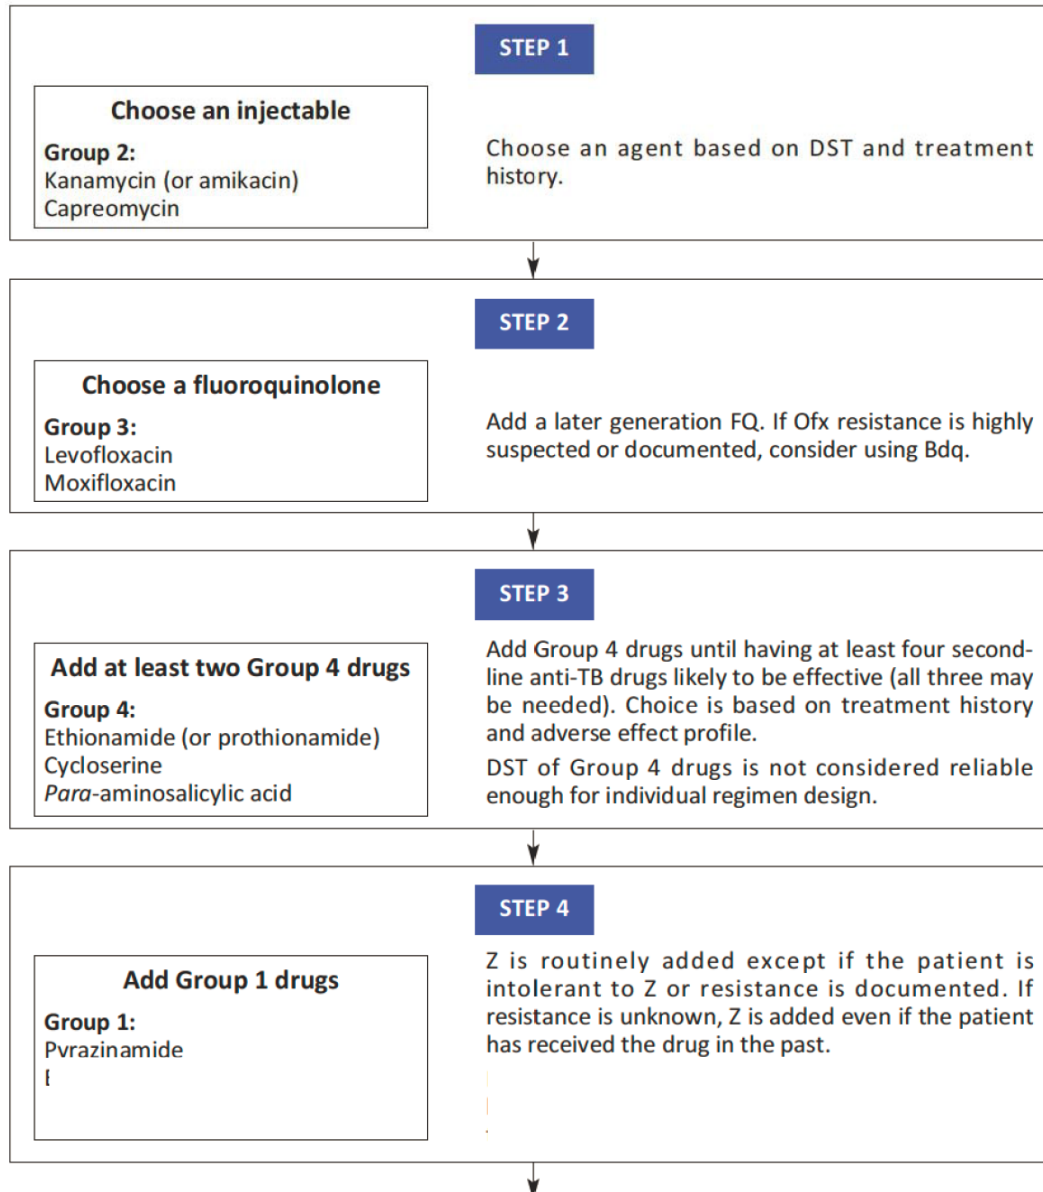 STEP 1
Choose an injectable
Group 2:
Kanamycin (or amikacin)
Capreomycin
Choose an agent based on DST and treatment
history.
STEP 2
Choose a fluoroquinolone
Group 3:
Levofloxacin
Moxifloxacin
Add a later generation FQ. If Ofx resistance is highly
suspected or documented, consider using Bdq.
STEP 3
Add at least two Group 4 drugs
Group 4:
Ethionamide (or prothionamide)
Cycloserine
Para-aminosalicylic acid
Add Group 4 drugs until having at least four second-
line anti-TB drugs likely to be effective (all three may
be needed). Choice is based on treatment history
and adverse effect profile.
DST of Group 4 drugs is not considered reliable
enough for individual regimen design.
STEP 4
Add Group 1 drugs
Group 1:
Pyrazinamide
Z is routinely added except if the patient is
intolerant to Z or resistance is documented. If
resistance is unknown, Z is added even if the patient
has received the drug in the past.